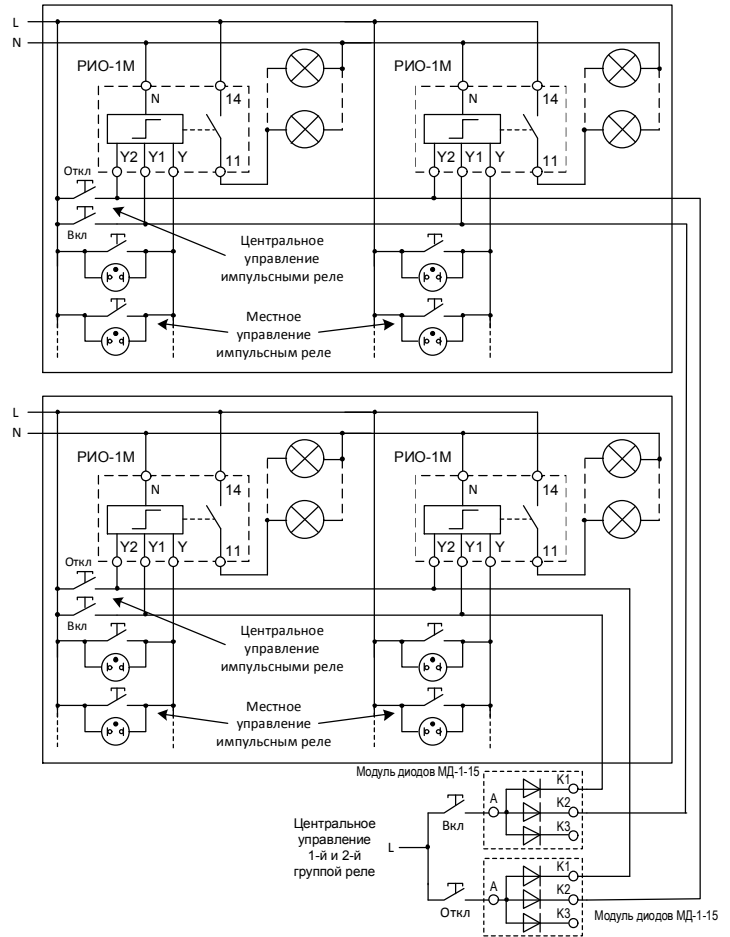 L
N
РИО-1М
РИО-1М
N
14
N
14
Y2 Y1 Y
11
Y2 Y1 Y
11
Откл
Вкл
Центральное
управление
импульсными реле
Местное
управление
импульсным реле
L
N
РИО-1М
РИО-1М
N
14
N
14
Y2 Y1 Y
11
Y2 Y1 Y
11
Откл
Вкл
Центральное
управление
импульсными реле
Местное
управление
импульсным реле
Модуль диодов МД-1-15
A
K1
K2
K3
Вкл
Центральное
управление
1-й и 2-й
группой реле
L
A
K1
K2
K3
Откл
Модуль диодов МД-1-15